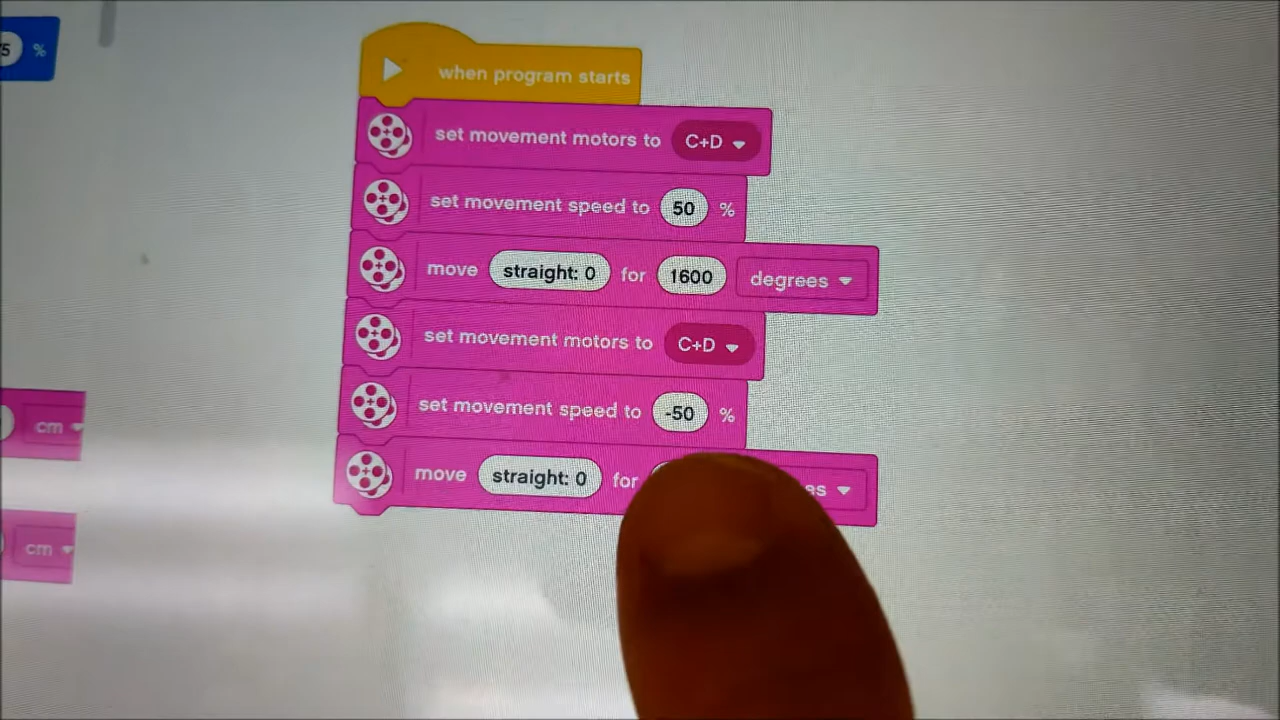 5 %
when program starts
set movement motors to C+D
set movement speed to 50 %
move straight: 0 for 1600 degrees
set movement motors to C+D
cm
set movement speed to -50 %
move straight: 0 for
cm